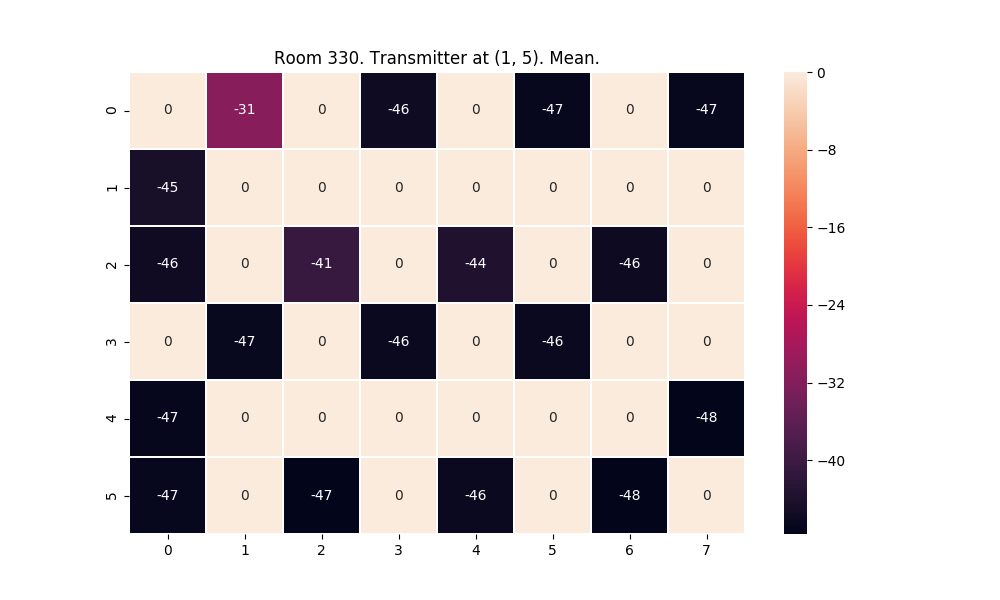 Room 330. Transmitter at (1, 5). Mean.
0 0 -31 0 -46 0 -47 0 -47
1 -45 0 0 0 0 0 0 0
2 -46 0 -41 0 -44 0 -46 0
3 0 -47 0 -46 0 -46 0 0
4 -47 0 0 0 0 0 0 -48
5 -47 0 -47 0 -46 0 -48 0
0 1 2 3 4 5 6 7
0
−8
−16
−24
−32
−40